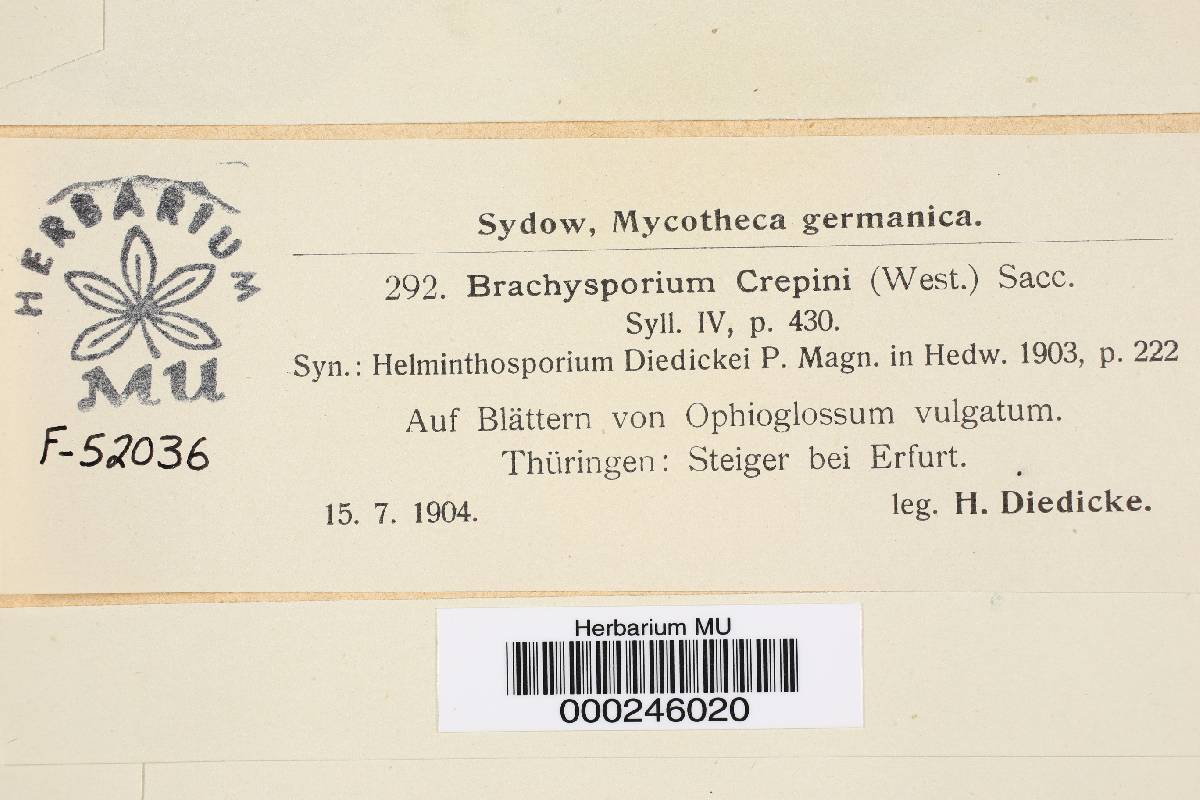 HERBARIUM
MU
F-52036
Sydow, Mycotheca germanica.
292. Brachysporium Crepini (West.) Sacc.
Syll. IV, p. 430.
Syn.: Helminthosporium Diedickei P. Magn. in Hedw. 1903, p. 222
Auf Blättern von Ophioglossum vulgatum.
Thüringen: Steiger bei Erfurt.
15. 7. 1904. leg. H. Diedicke.
Herbarium MU
000246020